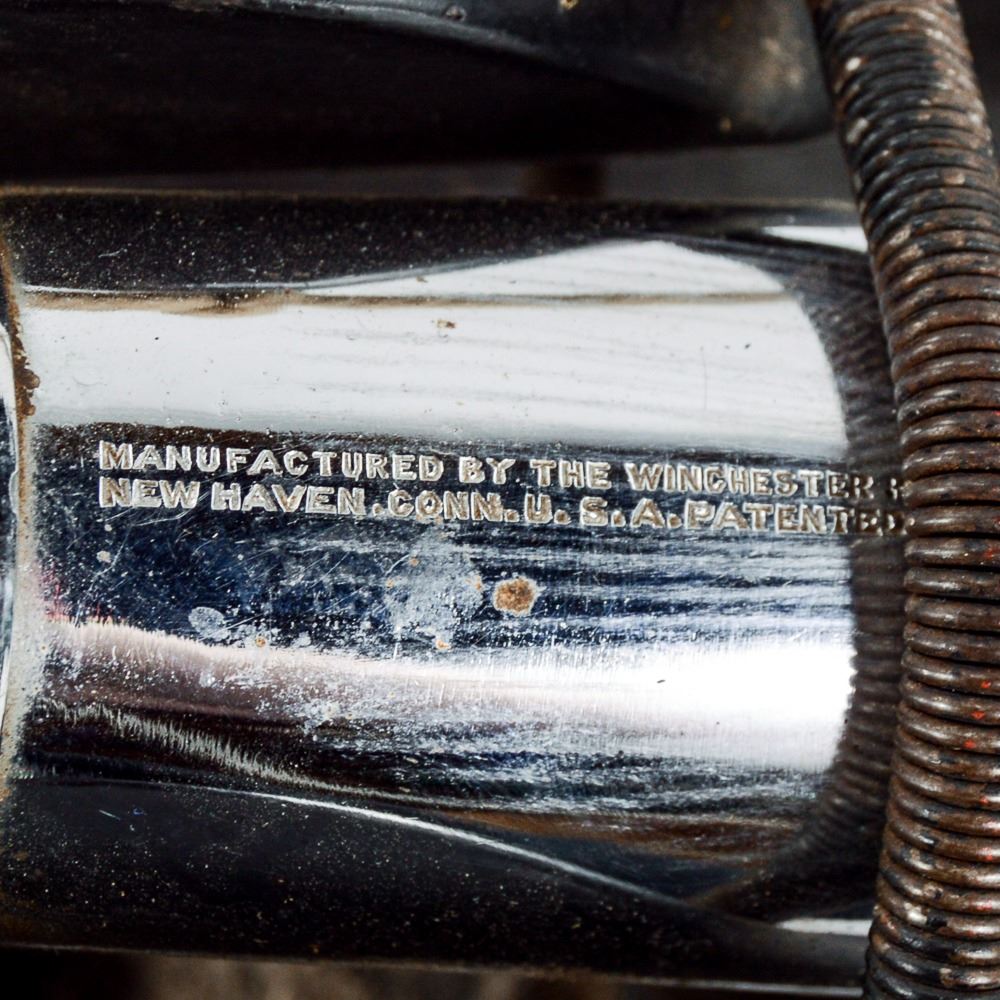 MANUFACTURED BY THE WINCHESTER
NEW HAVEN.CONN.U.S.A.PATENTED.